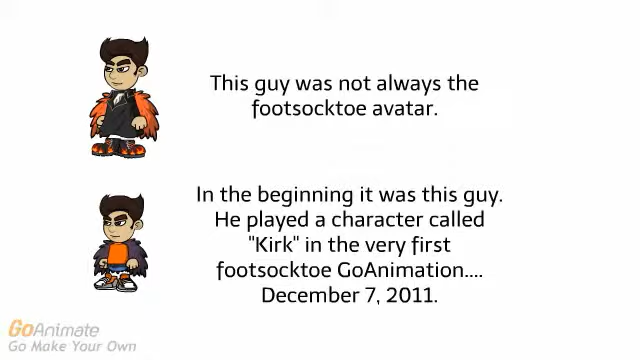 This guy was not always the
footsocktoe avatar.
In the beginning it was this guy.
He played a character called
"Kirk" in the very first
footsocktoe GoAnimation....
December 7, 2011.
GoAnimate
Go Make Your Own